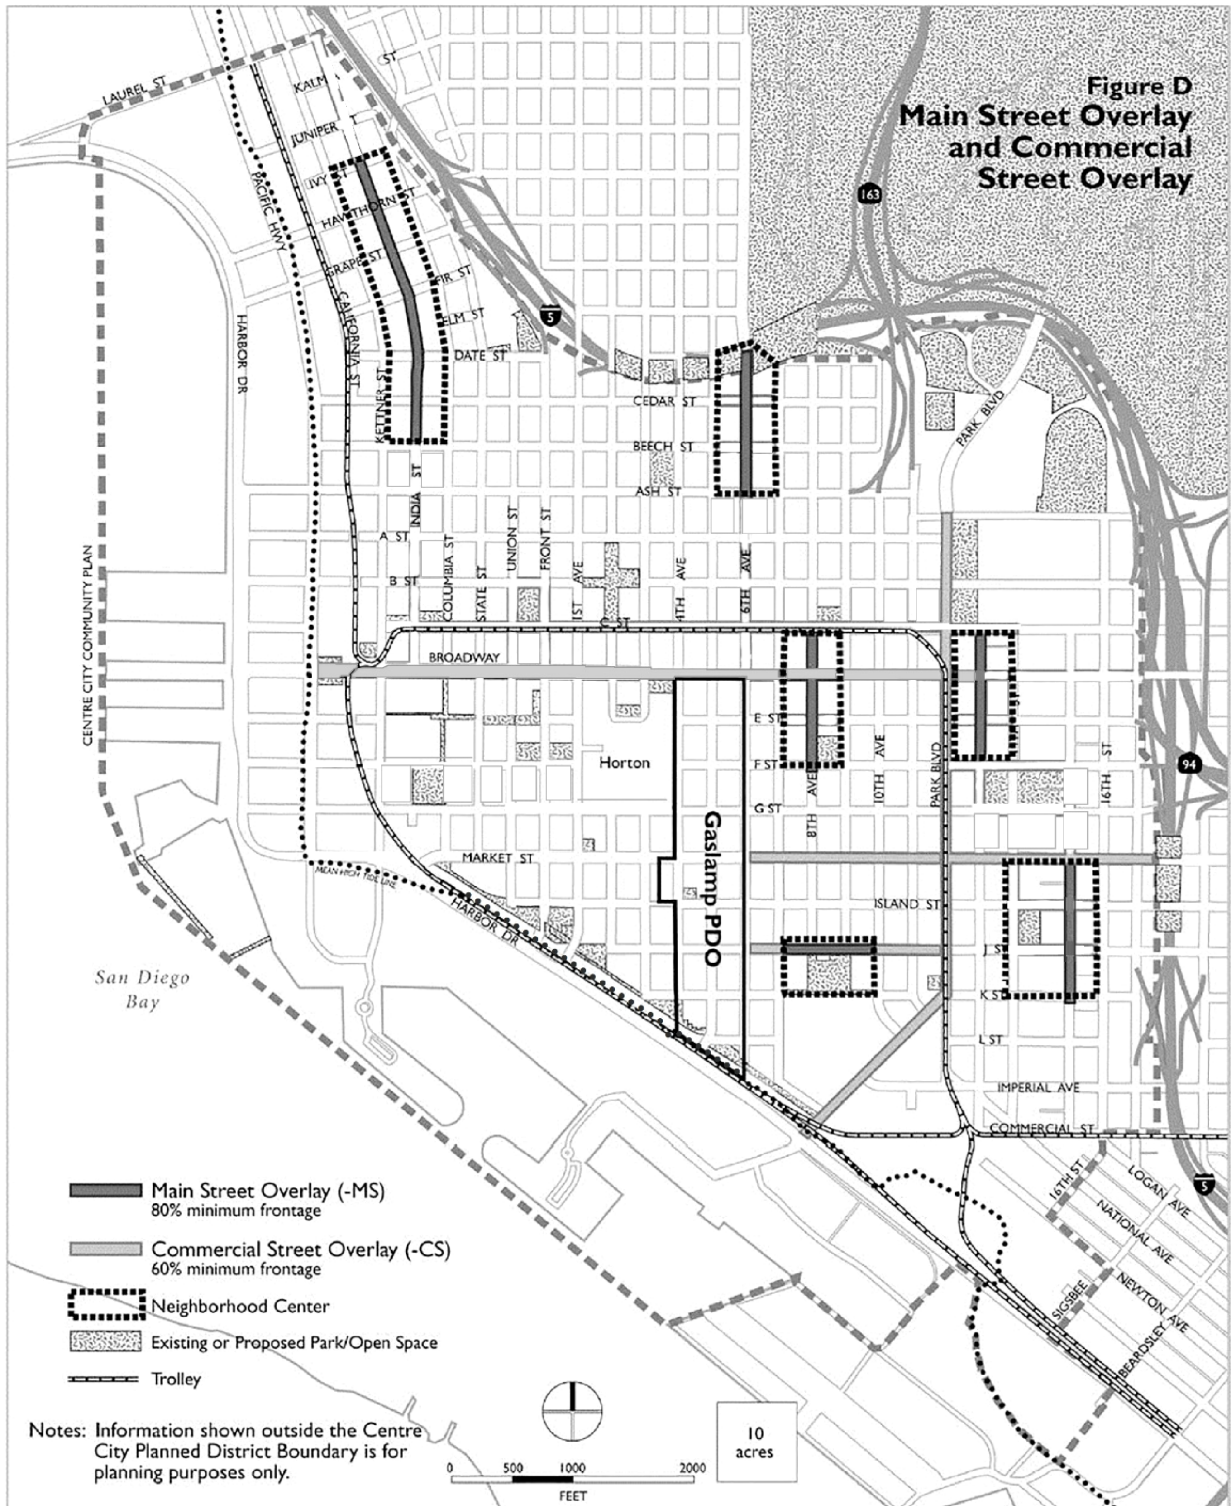 Figure D
Main Street Overlay
and Commercial
Street Overlay
LAUREL ST
ST
KALM
JUNIPER
IVY ST
HAWTHORN ST
GRAPE ST
FIR ST
ELM ST
DATE ST
PACIFIC HWY
CALIFORNIA ST
HARBOR DR
KETTNER ST
163
5
CEDAR ST
BEECH ST
ASH ST
PARK BLVD
INDIA ST
A ST
B ST
COLUMBIA ST
STATE ST
UNION ST
FRONT ST
1ST AVE
4TH AVE
6TH AVE
C ST
BROADWAY
CENTRE CITY COMMUNITY PLAN
E ST
F ST
G ST
8TH AVE
10TH AVE
PARK BLVD
16TH ST
94
Horton
Gaslamp PDO
MARKET ST
MEAN HIGH TIDE LINE
HARBOR DR
ISLAND ST
J ST
K ST
L ST
IMPERIAL AVE
COMMERCIAL ST
San Diego
Bay
16TH ST
LOGAN AVE
NATIONAL AVE
NEWTON AVE
SIGSBEE
BEARDSLEY
5
Main Street Overlay (-MS)
80% minimum frontage
Commercial Street Overlay (-CS)
60% minimum frontage
Neighborhood Center
Existing or Proposed Park/Open Space
Trolley
Notes: Information shown outside the Centre
City Planned District Boundary is for
planning purposes only.
0 500 1000 2000
FEET
10
acres